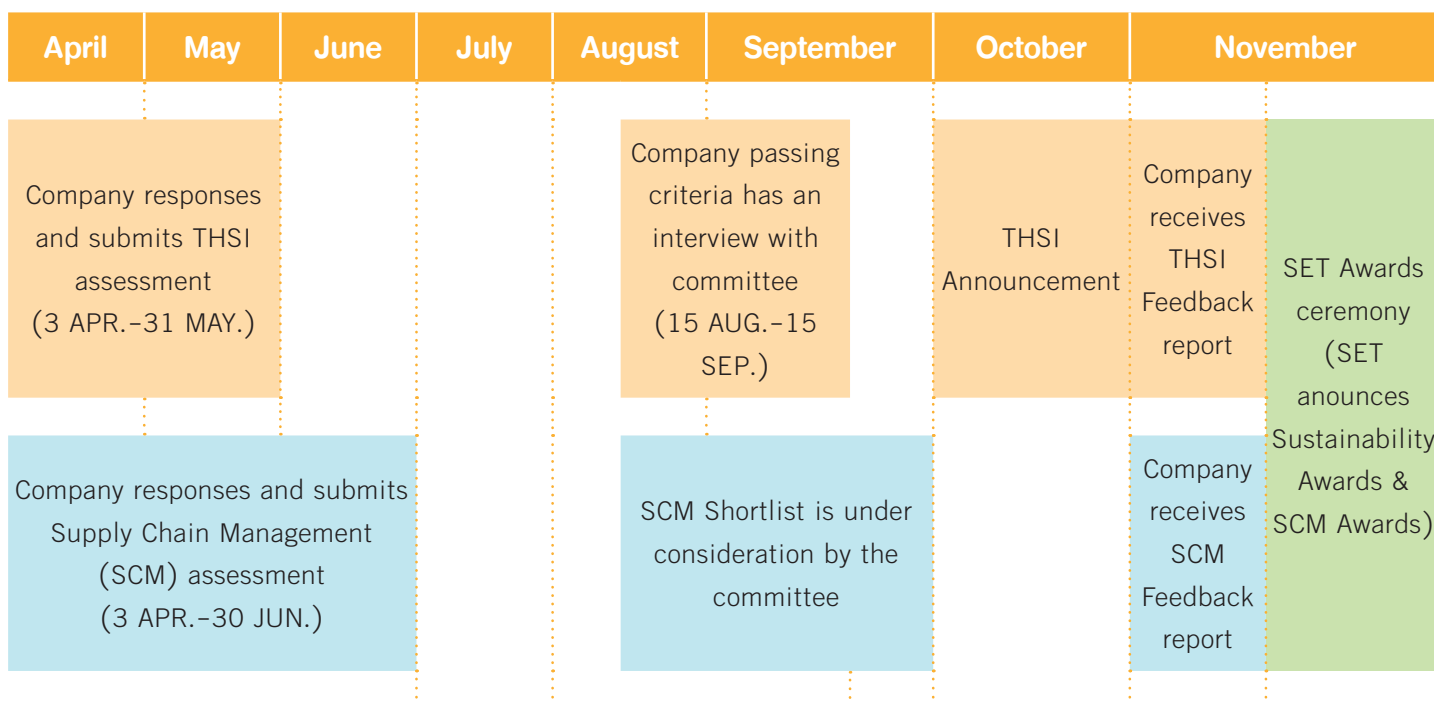 April May June July August September October November
Company responses
and submits THSI
assessment
(3 APR.–31 MAY.)
Company passing
criteria has an
interview with
committee
(15 AUG.–15
SEP.)
THSI
Announcement
Company
receives
THSI
Feedback
report
SET Awards
ceremony
(SET
anounces
Sustainability
Awards &
SCM Awards)
Company responses and submits
Supply Chain Management
(SCM) assessment
(3 APR.–30 JUN.)
SCM Shortlist is under
consideration by the
committee
Company
receives
SCM
Feedback
report